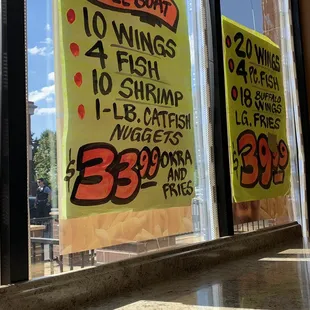 BOAT
10 WINGS
4 FISH
10 SHRIMP
1-LB. CATFISH
NUGGETS
$33.99 OKRA
AND
FRIES
20 WINGS
4 PC. FISH
18 BUFFALO
WINGS
LG. FRIES
$39.99